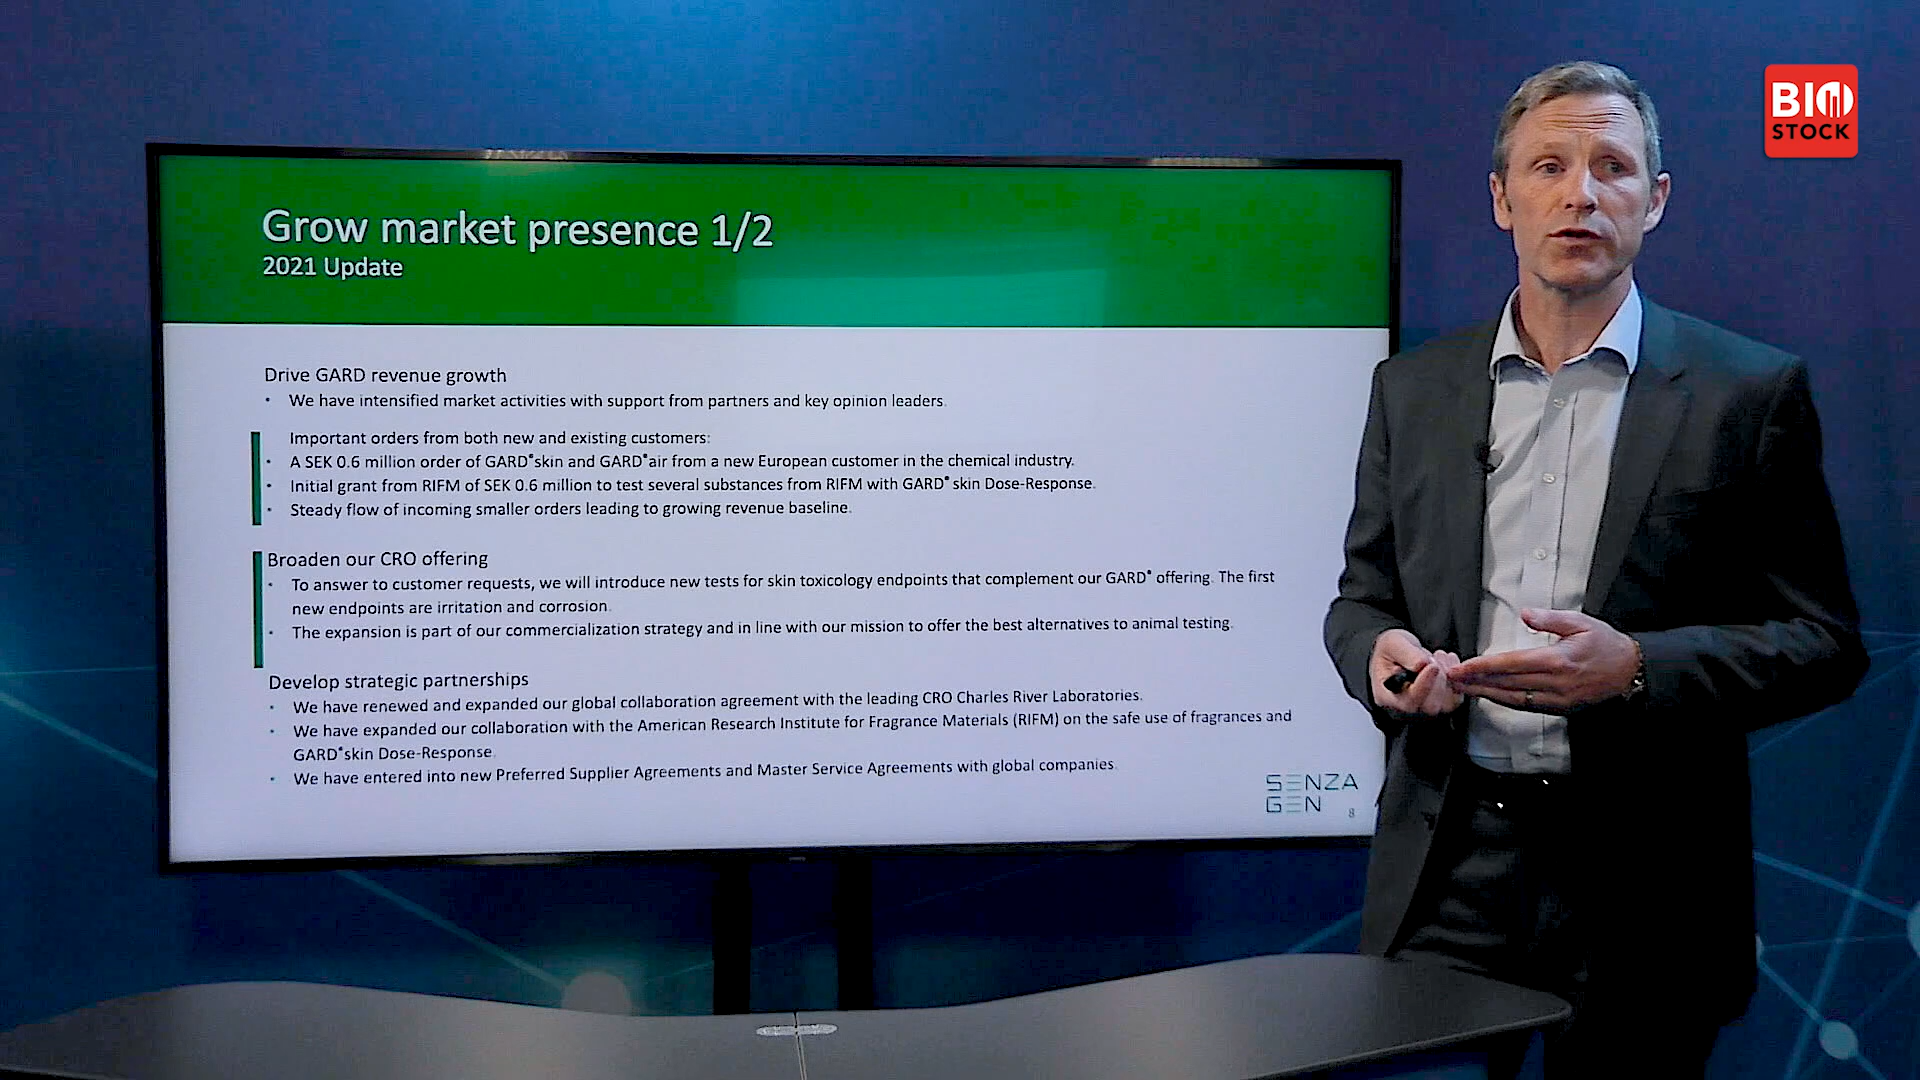 BIO
STOCK
Grow market presence 1/2
2021 Update
Drive GARD revenue growth
• We have intensified market activities with support from partners and key opinion leaders.
Important orders from both new and existing customers:
• A SEK 0.6 million order of GARD®skin and GARD®air from a new European customer in the chemical industry.
• Initial grant from RIFM of SEK 0.6 million to test several substances from RIFM with GARD®skin Dose-Response.
• Steady flow of incoming smaller orders leading to growing revenue baseline.
Broaden our CRO offering
• To answer to customer requests, we will introduce new tests for skin toxicology endpoints that complement our GARD® offering. The first
new endpoints are irritation and corrosion.
• The expansion is part of our commercialization strategy and in line with our mission to offer the best alternatives to animal testing.
Develop strategic partnerships
• We have renewed and expanded our global collaboration agreement with the leading CRO Charles River Laboratories.
• We have expanded our collaboration with the American Research Institute for Fragrance Materials (RIFM) on the safe use of fragrances and
GARD®skin Dose-Response.
• We have entered into new Preferred Supplier Agreements and Master Service Agreements with global companies.
SENZA
GEN
8